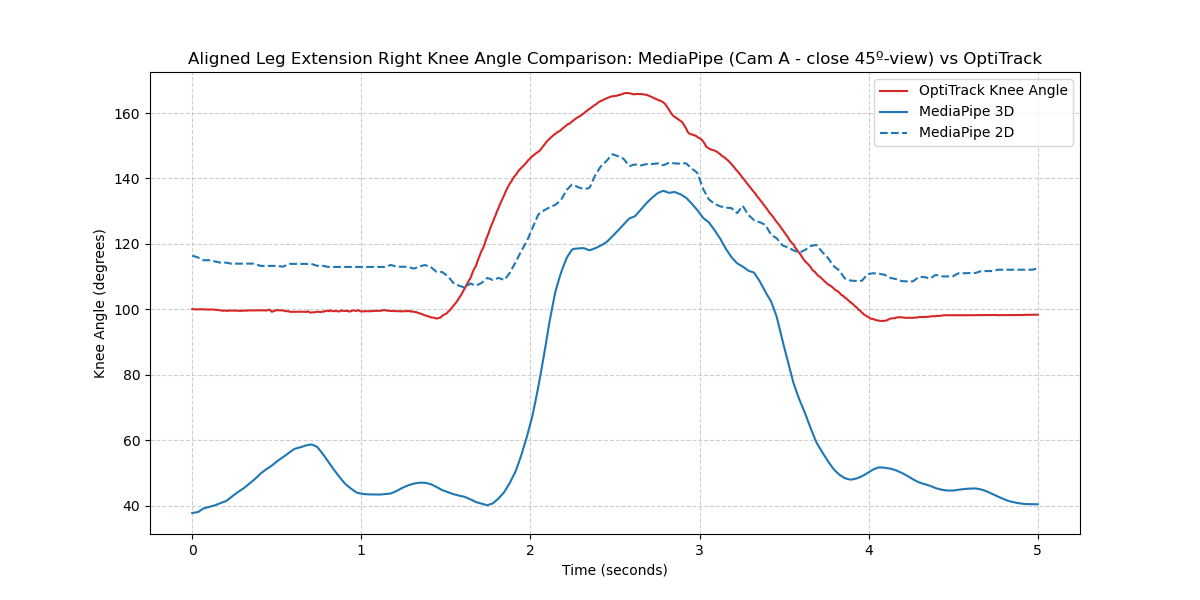 Aligned Leg Extension Right Knee Angle Comparison: MediaPipe (Cam A - close 45º-view) vs OptiTrack
OptiTrack Knee Angle
MediaPipe 3D
MediaPipe 2D
Knee Angle (degrees)
160
140
120
100
80
60
40
0 1 2 3 4 5
Time (seconds)